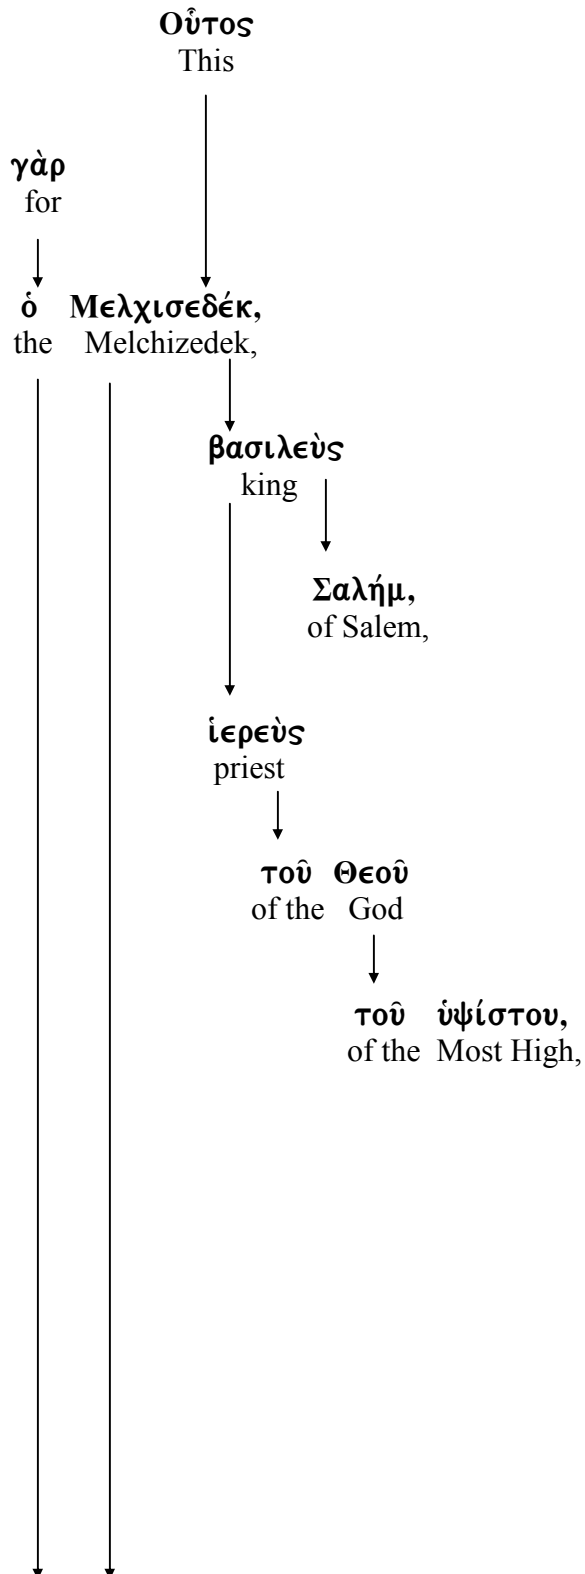 Οὗτος
This
γὰρ
for
ὁ Μελχισεδέκ,
the Melchizedek,
βασιλεὺς
king
Σαλήμ,
of Salem,
ἱερεὺς
priest
τοῦ Θεοῦ
of the God
τοῦ ὑψίστου,
of the Most High,